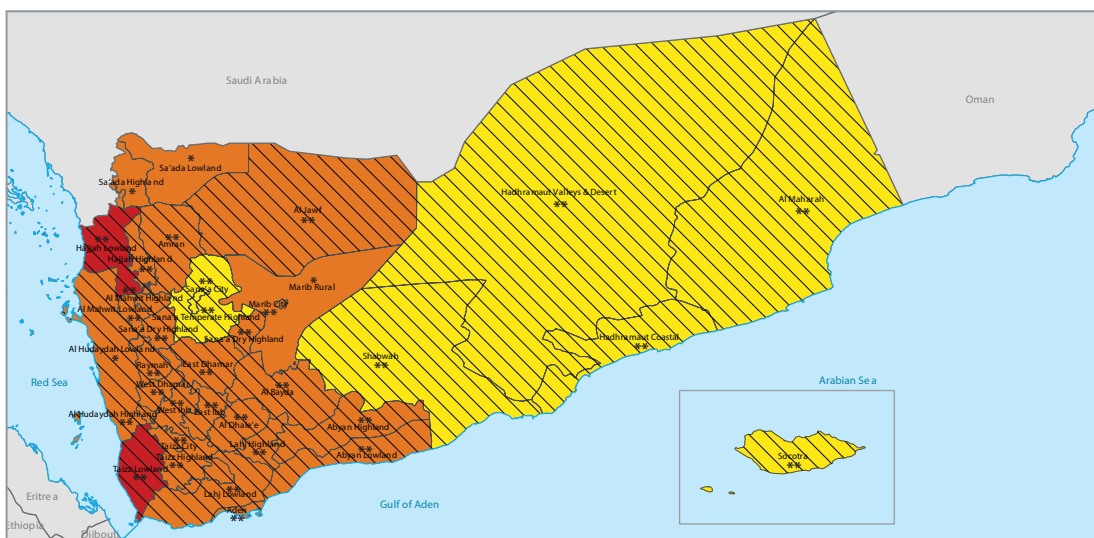 Saudi Arabia
Oman
Sa'ada Lowland
*
Sa'ada Highland
*
Al Jawf
**
Hadhramaut Valleys & Desert
**
Al Maharah
**
**
Hajjah Lowland
**
Amran
Hajjah Highland
**
**
Sana'a City
*
Marib Rural
**
Al Mahwit Highland
Al Mahwit Lowland
**
**
Sana'a Temperate Highland
Marib City
**
Sana'a Dry Highland
**
**
Sana'a Dry Highland
Al Hudaydah Lowland
*
Hadhramaut Coastal
**
Shabwah
**
Raymah
**
East Dhamar
**
Red Sea
Arabian Sea
West Dhamar
**
Al Bayda
**
West Ibb
**
East Ibb
Al Hudaydah Highland
**
Al Dhale'e
**
Abyan Highland
**
Taizz City
**
Lahj Highland
**
Taizz Highland
**
Abyan Lowland
**
Taizz Lowland
**
Socotra
**
Lahj Lowland
**
Aden
**
Gulf of Aden
Eritrea
Ethiopia
Djibouti